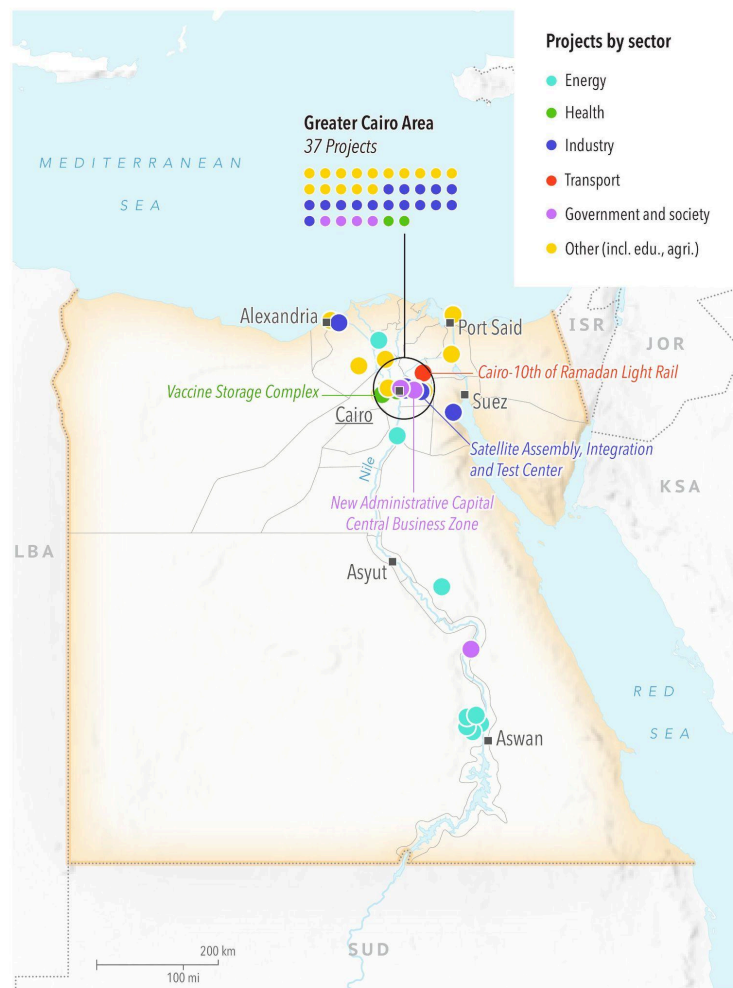 Projects by sector
Energy
Health
Industry
Transport
Government and society
Other (incl. edu., agri.)
Greater Cairo Area
37 Projects
MEDITERRANEAN
SEA
Alexandria
Port Said
ISR
JOR
Cairo-10th of Ramadan Light Rail
Vaccine Storage Complex
Suez
Cairo
Satellite Assembly, Integration
and Test Center
Nile
KSA
New Administrative Capital
Central Business Zone
LBA
Asyut
RED
SEA
Aswan
200 km
100 mi
SUD